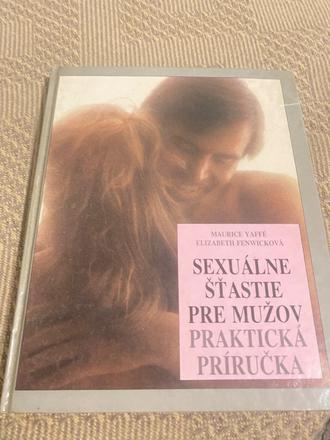 MAURICE YAFFÉ
ELIZABETH FENWICKOVÁ
SEXUÁLNE
ŠŤASTIE
PRE MUŽOV
PRAKTICKÁ
PRÍRUČKA